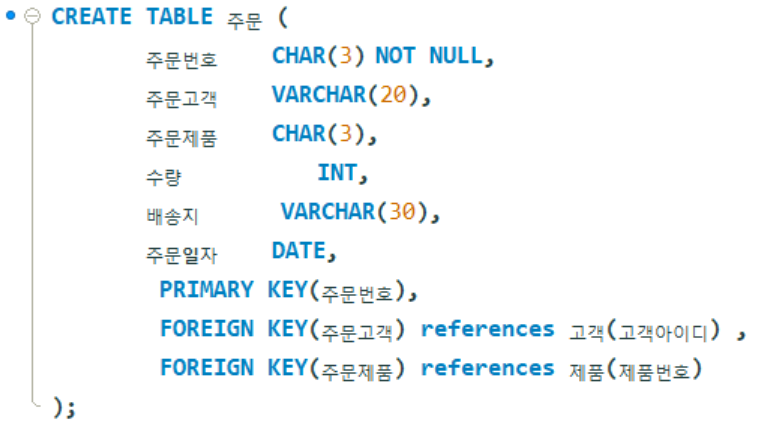 CREATE TABLE 주문 (
주문번호 CHAR(3) NOT NULL,
주문고객 VARCHAR(20),
주문제품 CHAR(3),
수량 INT,
배송지 VARCHAR(30),
주문일자 DATE,
PRIMARY KEY(주문번호),
FOREIGN KEY(주문고객) references 고객(고객아이디) ,
FOREIGN KEY(주문제품) references 제품(제품번호)
);